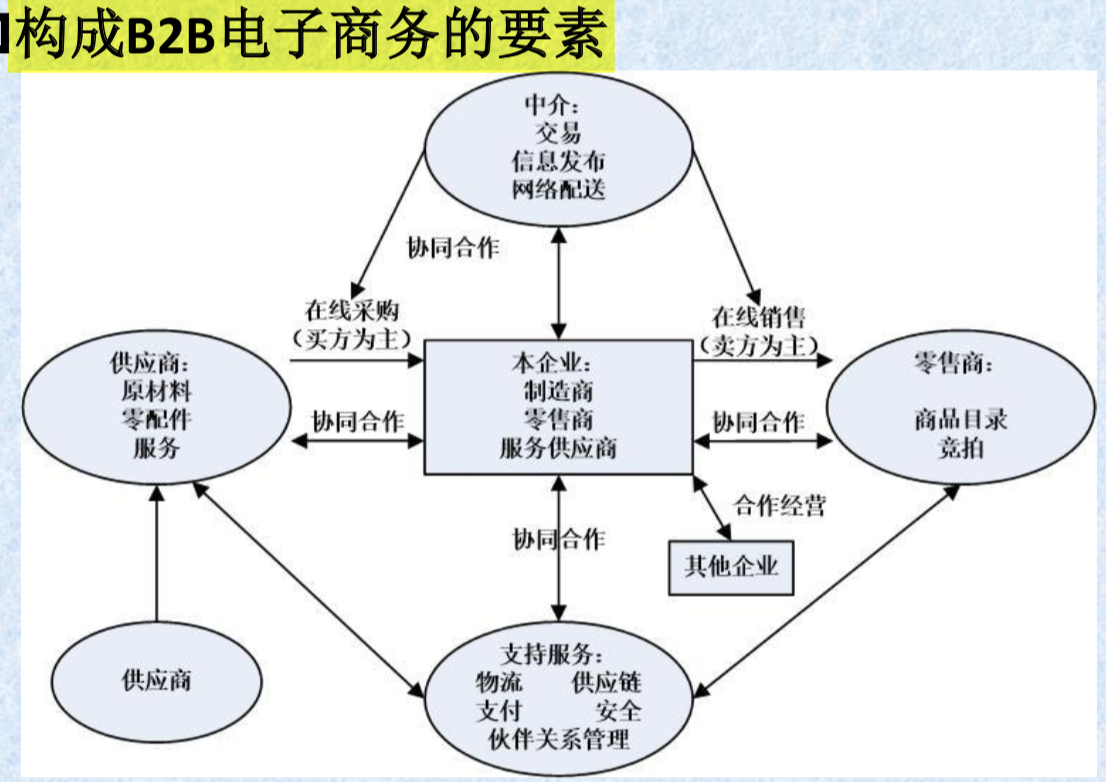 构成B2B电子商务的要素
中介：
交易
信息发布
网络配送
协同合作
在线采购
（买方为主）
在线销售
（卖方为主）
供应商：
原材料
零配件
服务
协同合作
本企业：
制造商
零售商
服务供应商
协同合作
零售商：
商品目录
竞拍
合作经营
协同合作
其他企业
供应商
支持服务：
物流 供应链
支付 安全
伙伴关系管理